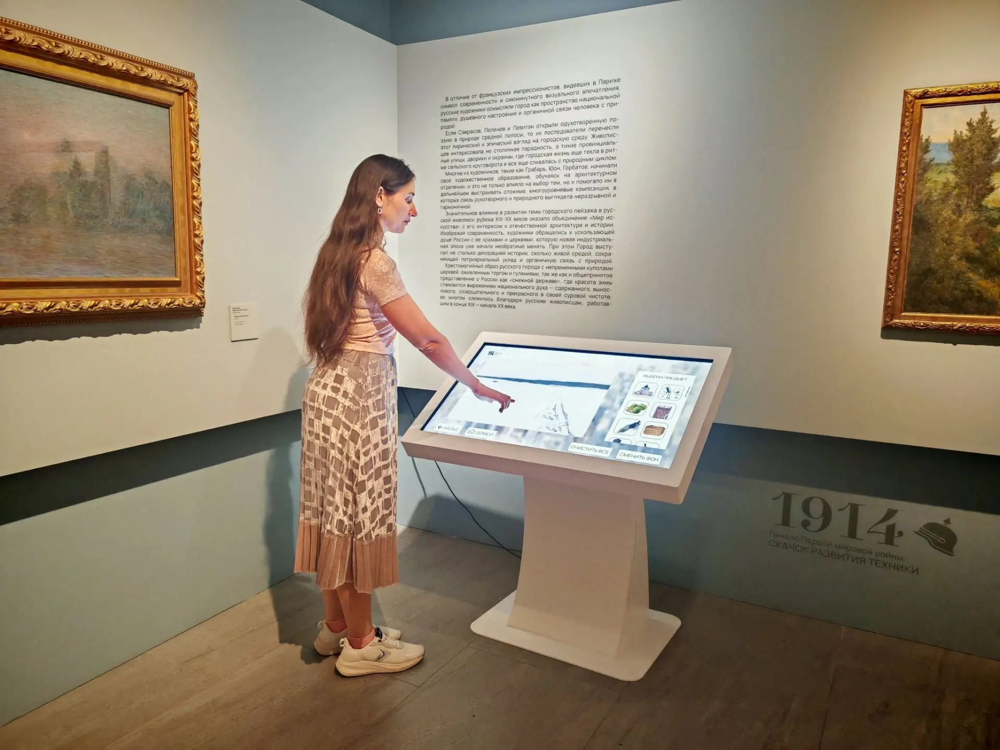 В отличие от французских импрессионистов, видевших в Париже
символ современности и сиюминутного визуального впечатления,
русские художники осмысляли город как пространство национальной
памяти, душевного настроения и органичной связи человека с при-
родой
Если Саврасов, Поленов и Левитан открыли одухотворенную по-
эзию в природе средней полосы, то их последователи перенесли
этот лирический и эпический взгляд на городскую среду. Живопис-
цев интересовала не столичная парадность, а тихие провинциаль-
ные улицы, дворики и окраины, где городская жизнь еще текла в рит-
ме сельского круговорота и все еще сливалась с природным циклом.
Многие из художников, такие как Грабарь, Юон, Горбатов, начинали
свое художественное образование, обучаясь на архитектурном
отделении, и это не только влияло на выбор тем, но и помогало им в
дальнейшем выстраивать сложные, многоуровневые композиции, в
которых связь рукотворного и природного выглядела неразрывной и
гармоничной.
Значительное влияние в развитии темы городского пейзажа в рус-
ской живописи рубежа XIX-XX веков оказало объединение «Мир ис-
кусства» с его интересом к отечественной архитектуре и истории.
Изображая современность, художники обращались к ускользающей
душе России с ее храмами и церквями, которую новая индустриаль-
ная эпоха уже начала необратимо менять. При этом Город высту-
пал не столько декорацией истории, сколько живой средой, сохра-
няющей патриархальный уклад и органичную связь с природой.
Хрестоматийный образ русского города с непременными куполами
церквей, оживленным торгом и гуляниями, так же как и общепринятое
представление о России как «снежной державе», где красота зимы
становится выражением национального духа — сдержанного, вынос-
ливого, созерцательного и прекрасного в своей суровой чистоте,
во многом сложились благодаря русским живописцам, работав-
шим в конце XIX — начале XX века.
ВЫБЕРИ ПРЕДМЕТ
НАЗАД
ДОМОЙ
ОЧИСТИТЬ ВСЕ
СМЕНИТЬ ФОН
1914
Начало Первой мировой войны.
СКАЧОК РАЗВИТИЯ ТЕХНИКИ